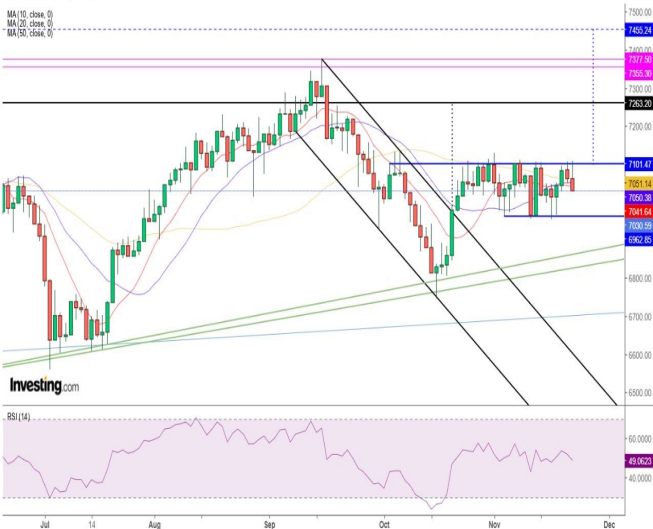 MA (10, close, 0)
MA (20, close, 0)
MA (50, close, 0)
7500.00
7455.24
7400.00
7377.50
7355.30
7300.00
7263.20
7200.00
7101.47
7051.14
7050.38
7041.64
7030.59
6962.85
6800.00
6700.00
6600.00
6500.00
Investing.com
RSI (14)
60.0000
49.0623
40.0000
Jul
14
Aug
Sep
Oct
Nov
Dec